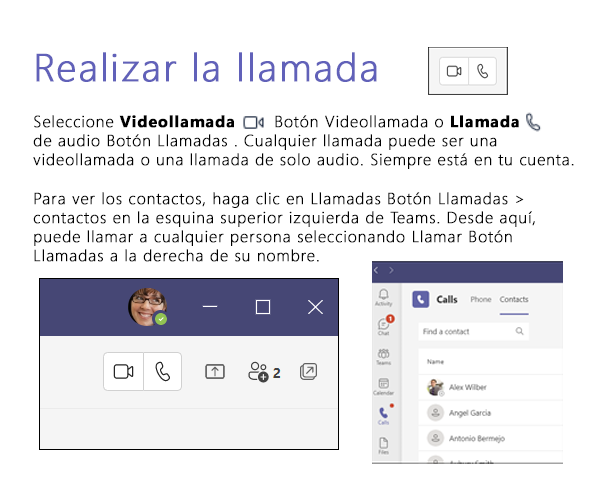 Realizar la llamada
Seleccione Videollamada Botón Videollamada o Llamada
de audio Botón Llamadas . Cualquier llamada puede ser una
videollamada o una llamada de solo audio. Siempre está en tu cuenta.
Para ver los contactos, haga clic en Llamadas Botón Llamadas >
contactos en la esquina superior izquierda de Teams. Desde aquí,
puede llamar a cualquier persona seleccionando Llamar Botón
Llamadas a la derecha de su nombre.
2
Activity
Chat
1
Teams
Calendar
Calls
Files
Calls Phone Contacts
Find a contact
Name
Alex Wilber
Angel Garcia
Antonio Bermejo